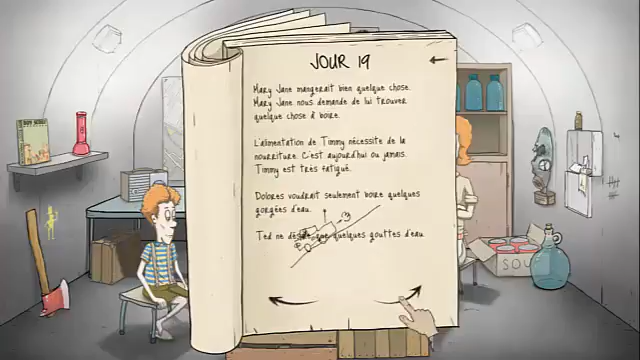 JOUR 19
Mary Jane mangerait bien quelque chose.
Mary Jane nous demande de lui trouver
quelque chose à boire.
L'alimentation de Timmy nécessite de la
nourriture. C'est aujourd'hui ou jamais.
Timmy est très fatigué.
Dolores voudrait seulement boire quelques
gorgées d'eau.
Ted ne désire que quelques gouttes d'eau
SOU